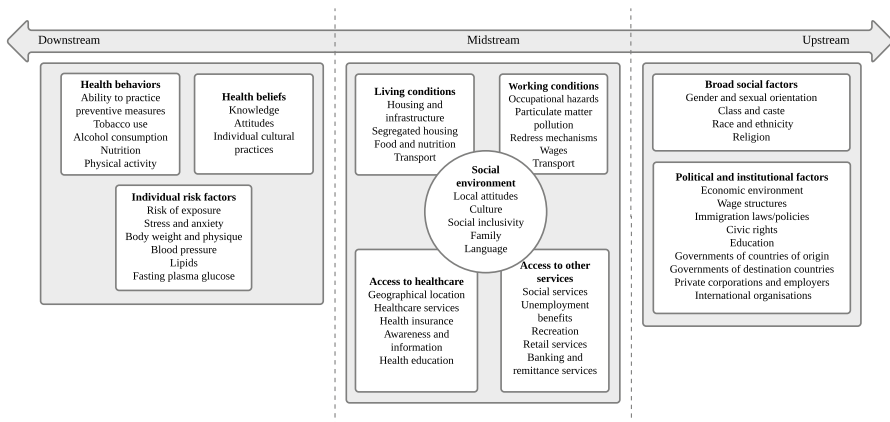 Downstream
Midstream
Upstream
Health behaviors
Ability to practice
preventive measures
Tobacco use
Alcohol consumption
Nutrition
Physical activity
Health beliefs
Knowledge
Attitudes
Individual cultural
practices
Individual risk factors
Risk of exposure
Stress and anxiety
Body weight and physique
Blood pressure
Lipids
Fasting plasma glucose
Living conditions
Housing and
infrastructure
Segregated housing
Food and nutrition
Transport
Working conditions
Occupational hazards
Particulate matter
pollution
Redress mechanisms
Wages
Transport
Social
environment
Local attitudes
Culture
Social inclusivity
Family
Language
Access to healthcare
Geographical location
Healthcare services
Health insurance
Awareness and
information
Health education
Access to other
services
Social services
Unemployment
benefits
Recreation
Retail services
Banking and
remittance services
Broad social factors
Gender and sexual orientation
Class and caste
Race and ethnicity
Religion
Political and institutional factors
Economic environment
Wage structures
Immigration laws/policies
Civic rights
Education
Governments of countries of origin
Governments of destination countries
Private corporations and employers
International organisations